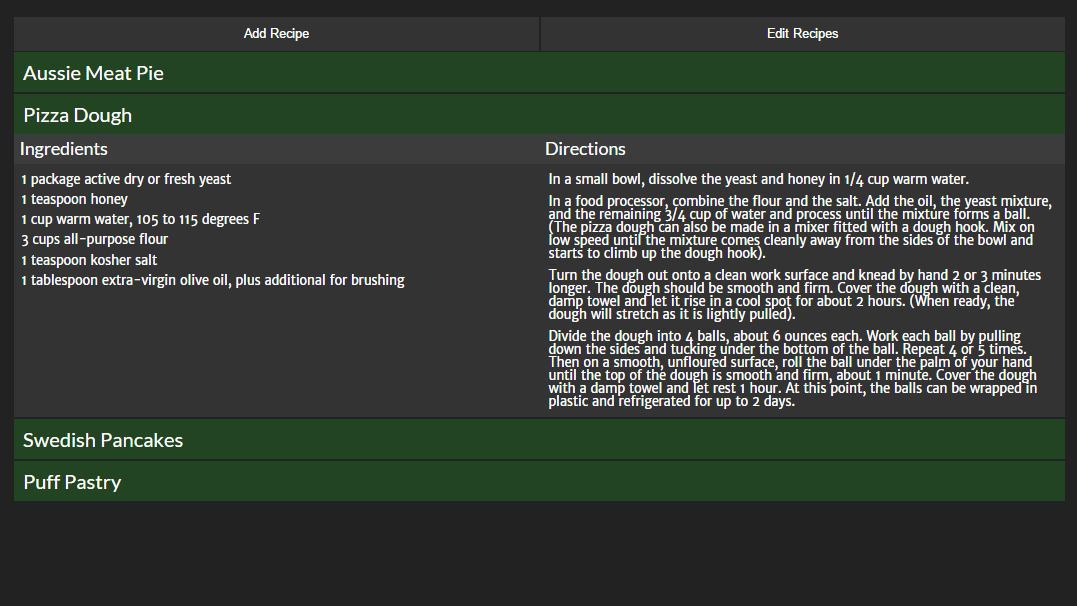 Add Recipe
Edit Recipes
Aussie Meat Pie
Pizza Dough
Ingredients
1 package active dry or fresh yeast
1 teaspoon honey
1 cup warm water, 105 to 115 degrees F
3 cups all-purpose flour
1 teaspoon kosher salt
1 tablespoon extra-virgin olive oil, plus additional for brushing
Directions
In a small bowl, dissolve the yeast and honey in 1/4 cup warm water.
In a food processor, combine the flour and the salt. Add the oil, the yeast mixture,
and the remaining 3/4 cup of water and process until the mixture forms a ball.
(The pizza dough can also be made in a mixer fitted with a dough hook. Mix on
low speed until the mixture comes cleanly away from the sides of the bowl and
starts to climb up the dough hook).
Turn the dough out onto a clean work surface and knead by hand 2 or 3 minutes
longer. The dough should be smooth and firm. Cover the dough with a clean,
damp towel and let it rise in a cool spot for about 2 hours. (When ready, the
dough will stretch as it is lightly pulled).
Divide the dough into 4 balls, about 6 ounces each. Work each ball by pulling
down the sides and tucking under the bottom of the ball. Repeat 4 or 5 times.
Then on a smooth, unfloured surface, roll the ball under the palm of your hand
until the top of the dough is smooth and firm, about 1 minute. Cover the dough
with a damp towel and let rest 1 hour. At this point, the balls can be wrapped in
plastic and refrigerated for up to 2 days.
Swedish Pancakes
Puff Pastry